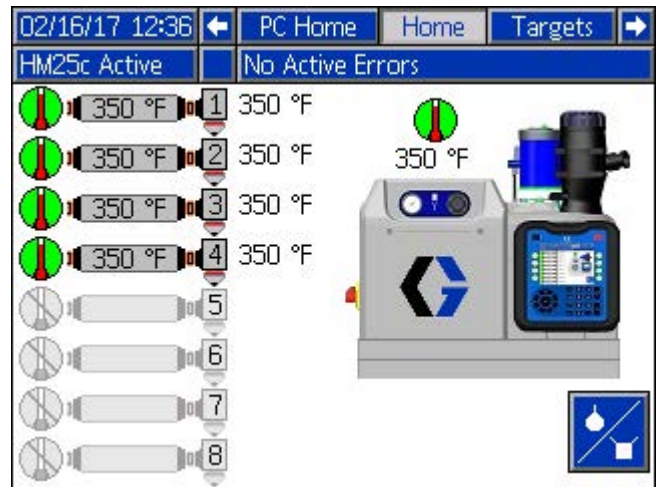 02/16/17 12:36 PC Home Home Targets
HM25c Active No Active Errors
350 °F 1 350 °F
350 °F
350 °F 2 350 °F
350 °F 3 350 °F
350 °F 4 350 °F
5
6
7
8